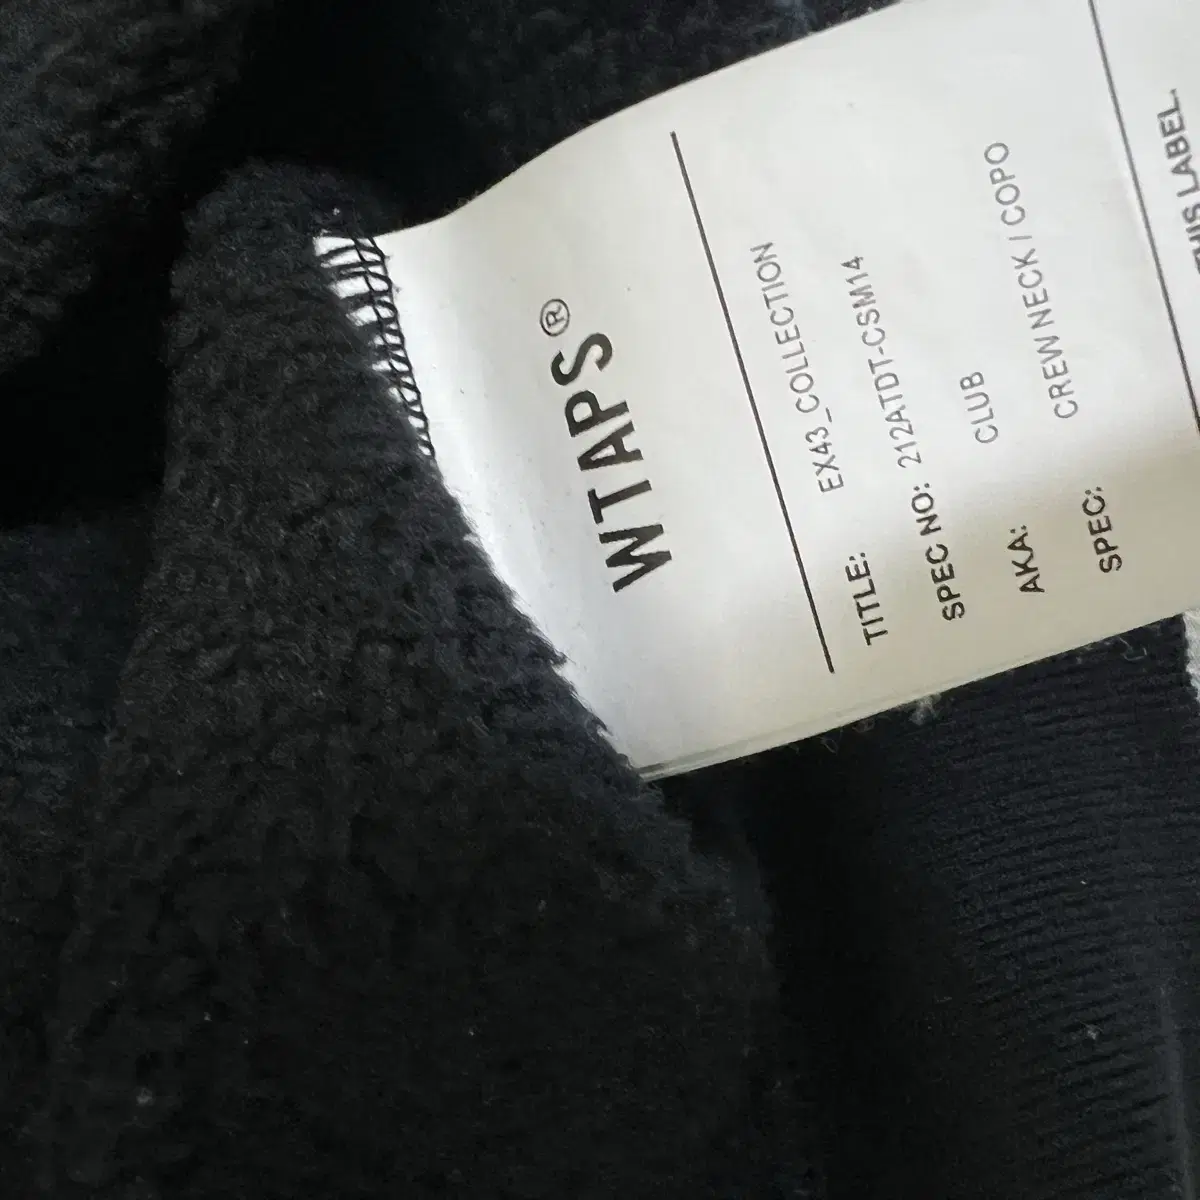 WTAPS®
TITLE: EX43_COLLECTION
SPEC NO: 212ATDT-CSM14
AKA: CLUB
SPEC: CREW NECK / COPO
THIS LABEL.